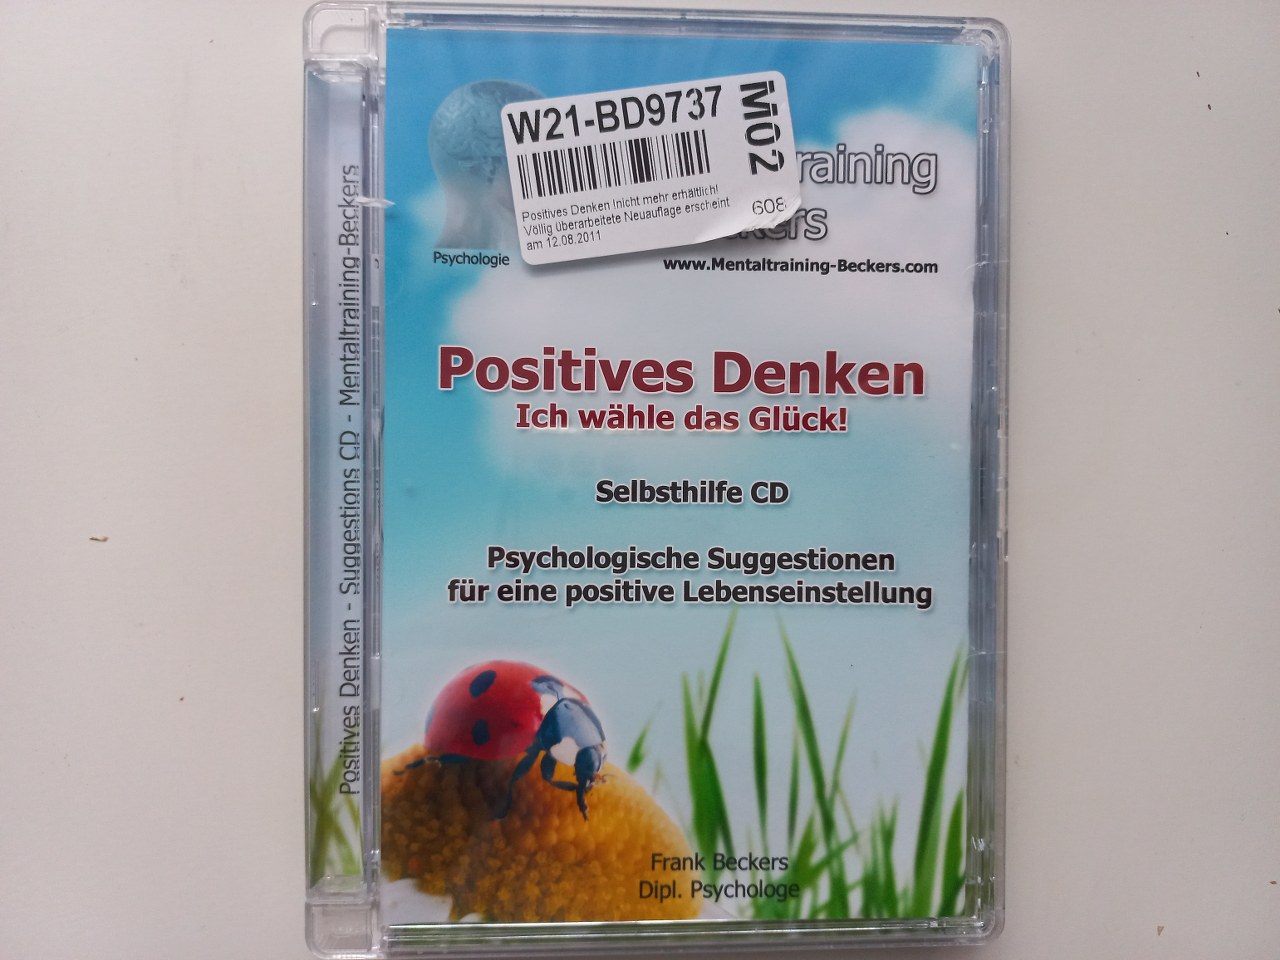 W21-BD9737
M02
Positives Denken !nicht mehr erhältlich!
Völlig überarbeitete Neuauflage erscheint
am 12.08.2011
608
raining
ckers
Psychologie
www.Mentaltraining-Beckers.com
Positives Denken
Ich wähle das Glück!
Selbsthilfe CD
Psychologische Suggestionen
für eine positive Lebenseinstellung
Frank Beckers
Dipl. Psychologe
Positives Denken - Suggestions CD - Mentaltraining-Beckers